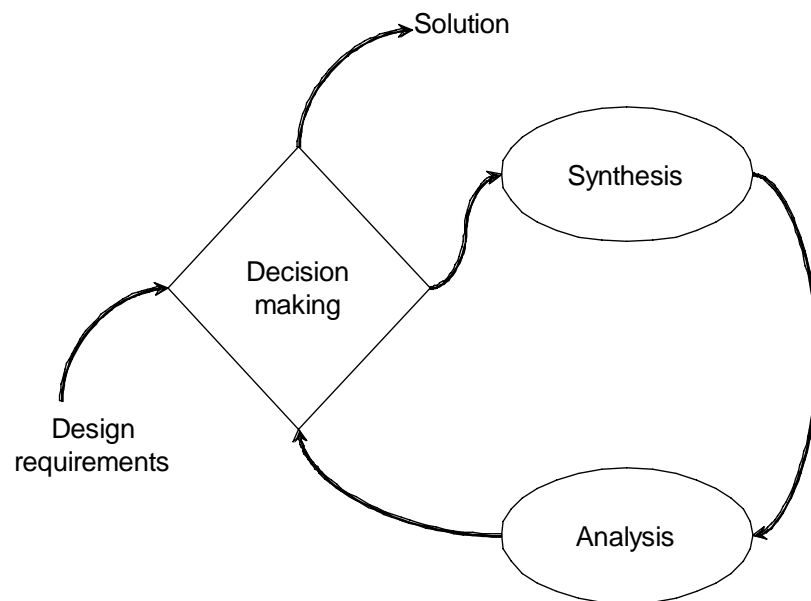 Solution
Synthesis
Decision
making
Design
requirements
Analysis